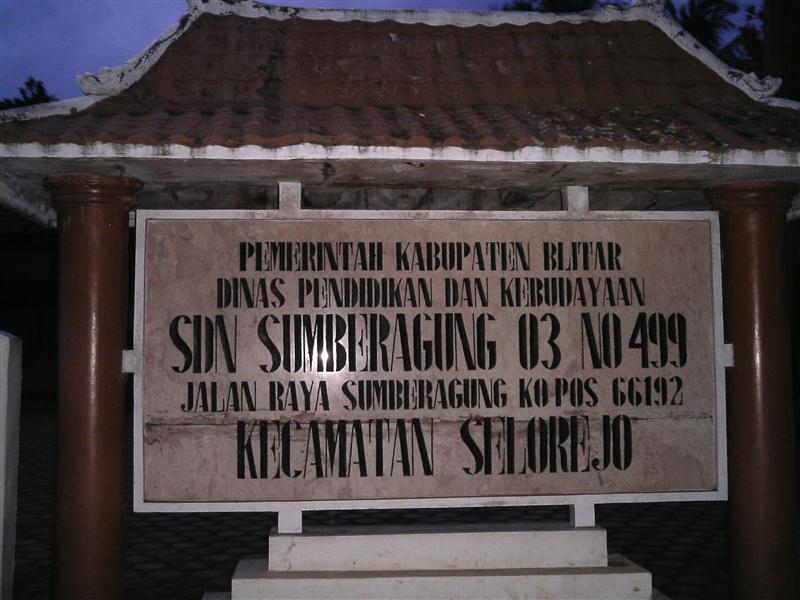 PEMERINTAH KABUPATEN BLITAR
DINAS PENDIDIKAN DAN KEBUDAYAAN
SDN SUMBERAGUNG 03 NO 499
JALAN RAYA SUMBERAGUNG KO-POS 66192
KECAMATAN SELOREJO